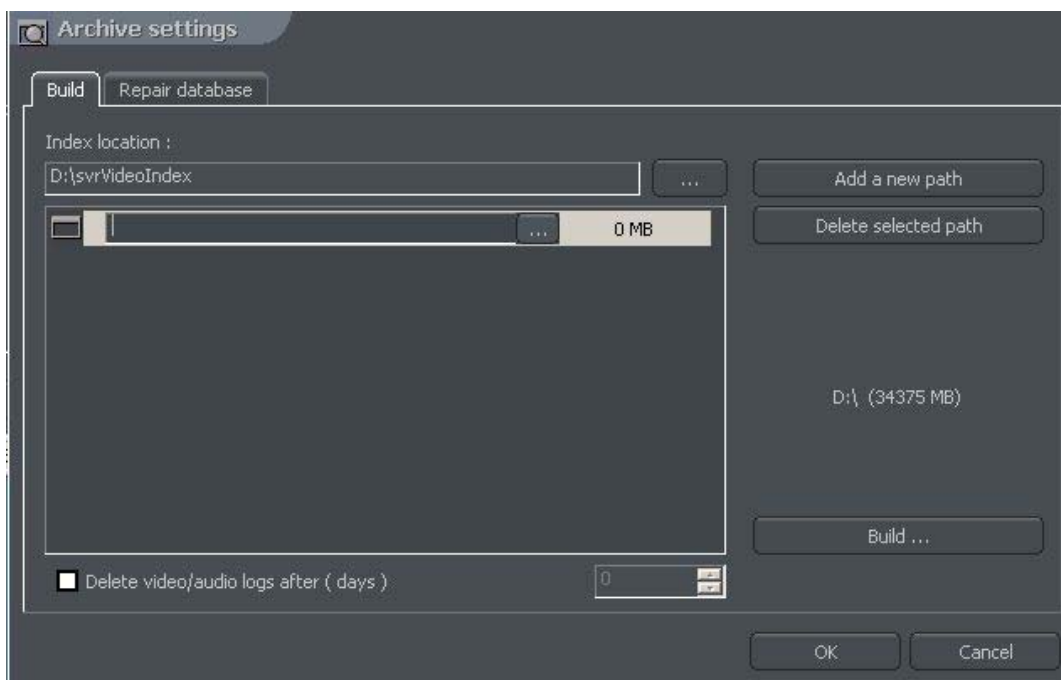 Archive settings
Build
Repair database
Index location :
D:\svrVideoIndex
...
Add a new path
...
0 MB
Delete selected path
D:\ (34375 MB)
Build ...
Delete video/audio logs after ( days )
0
OK
Cancel